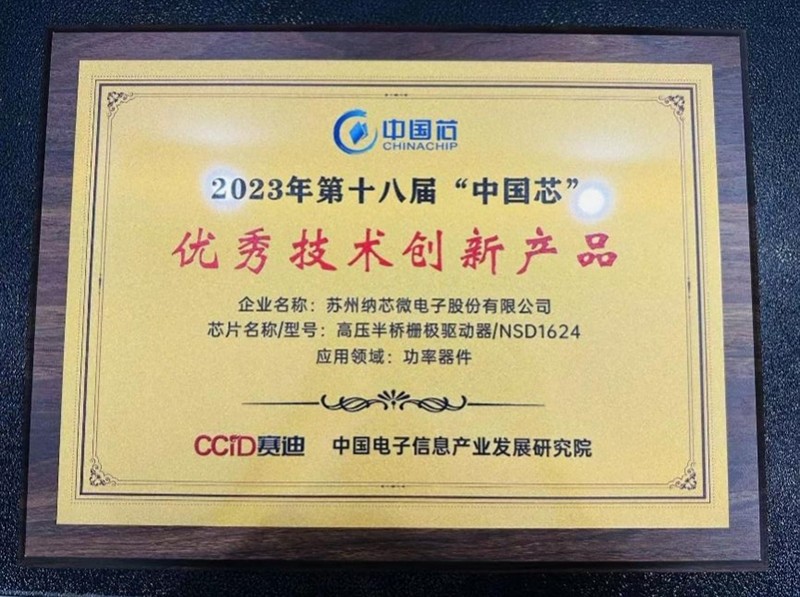 中国芯
CHINACHIP
2023年第十八届“中国芯”
优秀技术创新产品
企业名称：苏州纳芯微电子股份有限公司
芯片名称/型号：高压半桥栅极驱动器/NSD1624
应用领域：功率器件
CCID赛迪 中国电子信息产业发展研究院